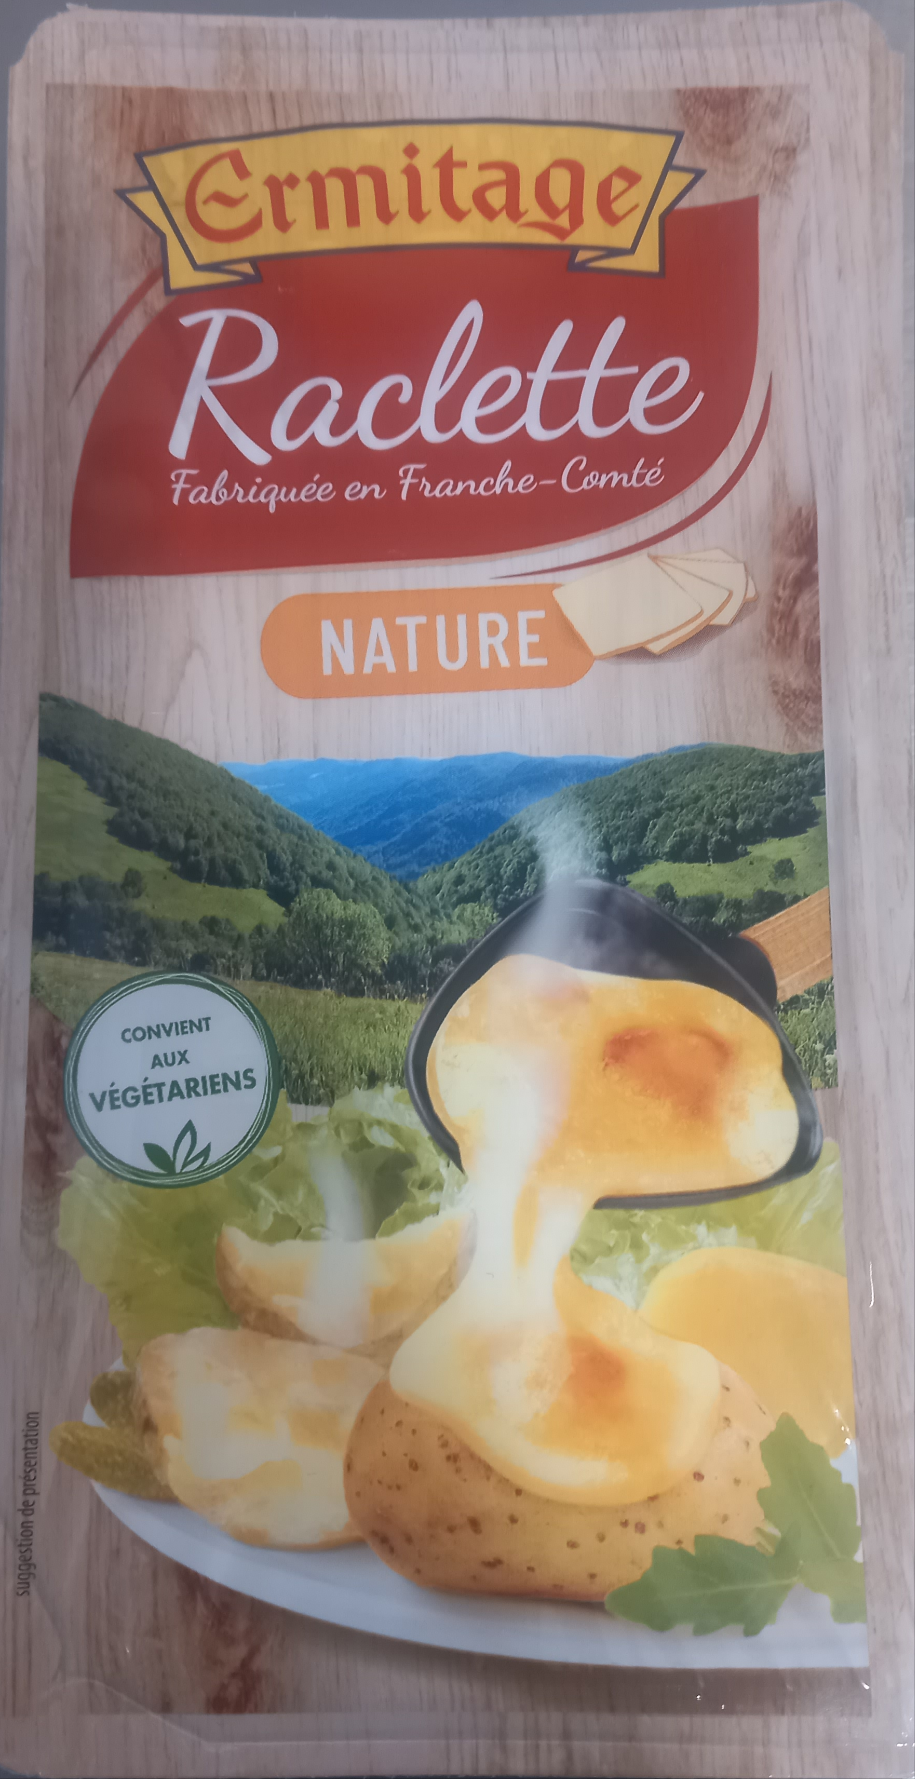 Ermitage
Raclette
Fabriquée en Franche-Comté
NATURE
CONVIENT
AUX
VÉGÉTARIENS
suggestion de présentation